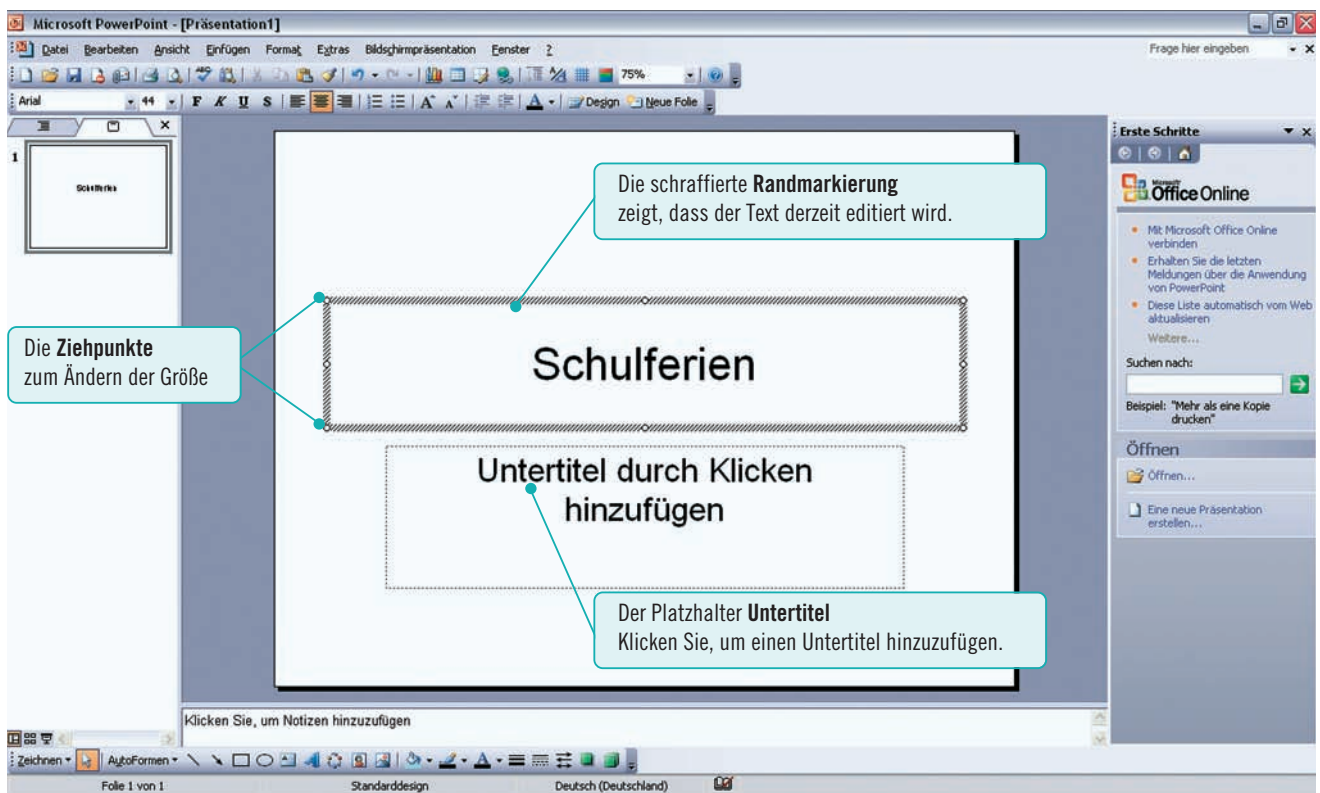 Microsoft PowerPoint - [Präsentation1]
Datei Bearbeiten Ansicht Einfügen Format Extras Bildschirmpräsentation Fenster ?
Frage hier eingeben
75%
Arial 44 F K U S Design Neue Folie
1
Schulferien
Die schraffierte Randmarkierung
zeigt, dass der Text derzeit editiert wird.
Die Ziehpunkte
zum Ändern der Größe
Schulferien
Untertitel durch Klicken
hinzufügen
Der Platzhalter Untertitel
Klicken Sie, um einen Untertitel hinzuzufügen.
Erste Schritte
Microsoft
Office Online
Mit Microsoft Office Online
verbinden
Erhalten Sie die letzten
Meldungen über die Anwendung
von PowerPoint
Diese Liste automatisch vom Web
aktualisieren
Weitere...
Suchen nach:
Beispiel: "Mehr als eine Kopie
drucken"
Öffnen
Öffnen...
Eine neue Präsentation
erstellen...
Klicken Sie, um Notizen hinzuzufügen
Zeichnen AutoFormen
Folie 1 von 1 Standarddesign Deutsch (Deutschland)